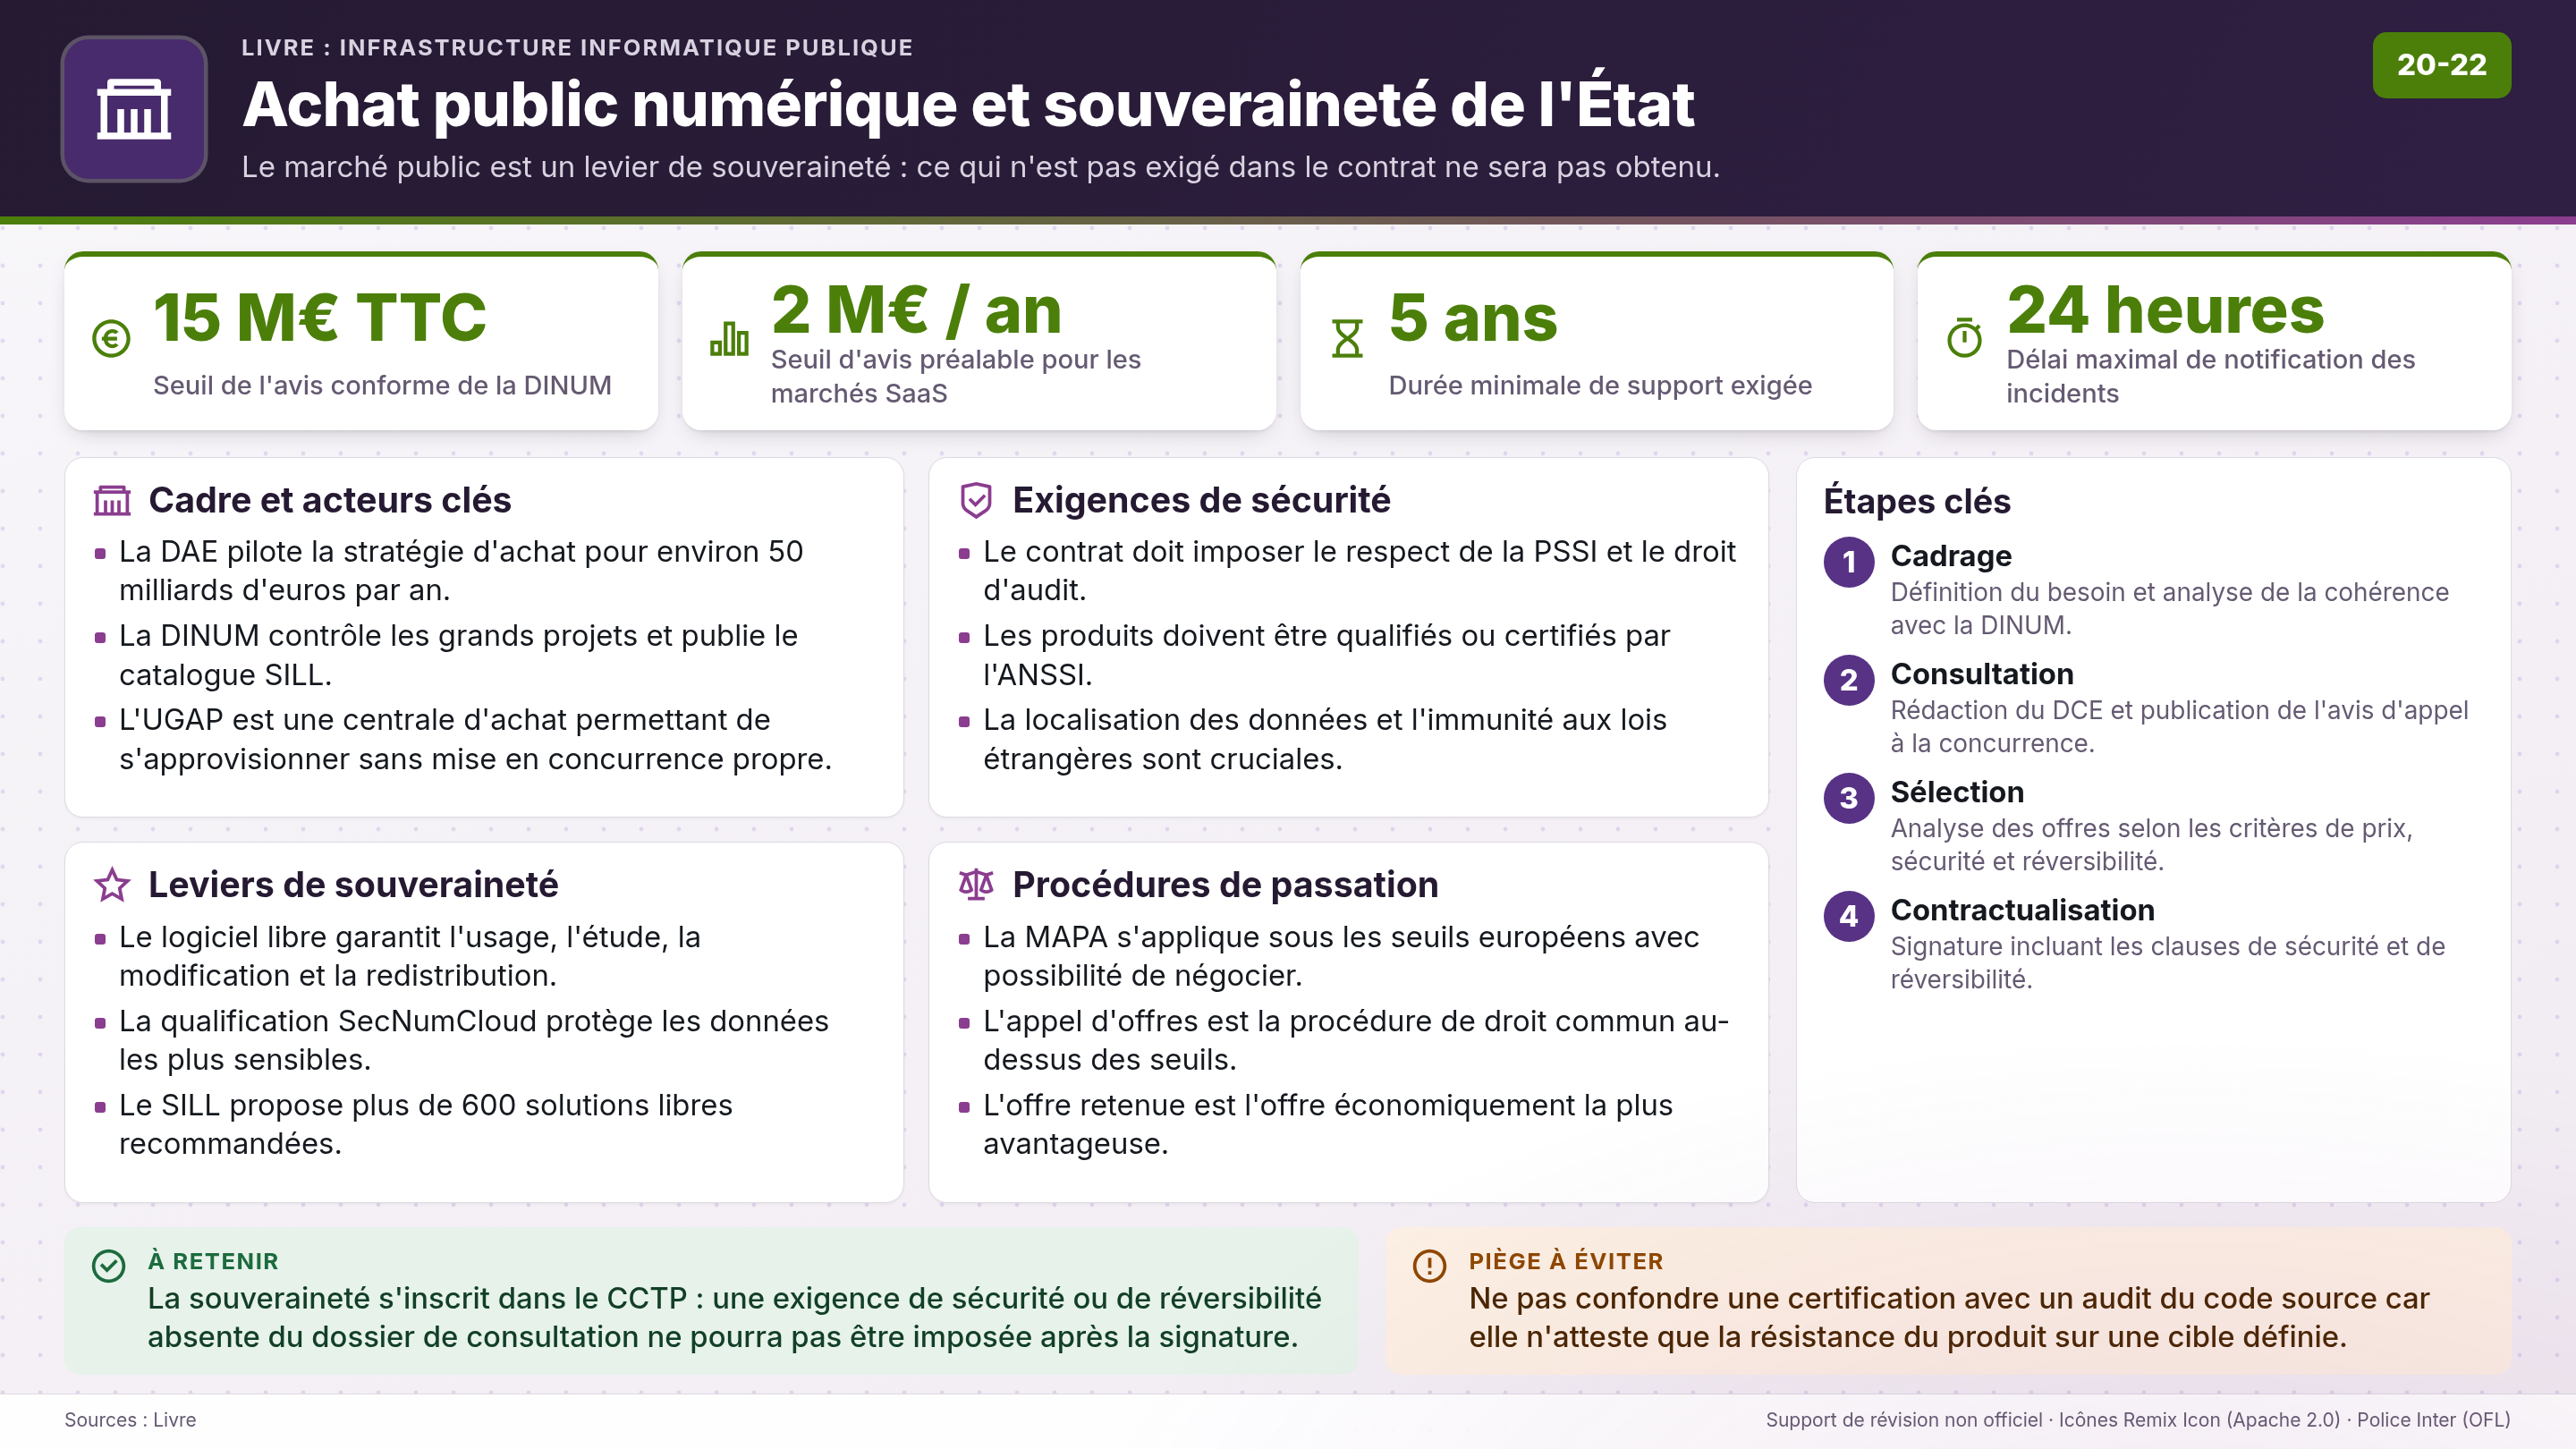 LIVRE : INFRASTRUCTURE INFORMATIQUE PUBLIQUE
Achat public numérique et souveraineté de l'État
Le marché public est un levier de souveraineté : ce qui n'est pas exigé dans le contrat ne sera pas obtenu.
20-22
15 M€ TTC
Seuil de l'avis conforme de la DINUM
2 M€ / an
Seuil d'avis préalable pour les
marchés SaaS
5 ans
Durée minimale de support exigée
24 heures
Délai maximal de notification des
incidents
Cadre et acteurs clés
La DAE pilote la stratégie d'achat pour environ 50
milliards d'euros par an.
La DINUM contrôle les grands projets et publie le
catalogue SILL.
L'UGAP est une centrale d'achat permettant de
s'approvisionner sans mise en concurrence propre.
Exigences de sécurité
Le contrat doit imposer le respect de la PSSI et le droit
d'audit.
Les produits doivent être qualifiés ou certifiés par
l'ANSSI.
La localisation des données et l'immunité aux lois
étrangères sont cruciales.
Leviers de souveraineté
Le logiciel libre garantit l'usage, l'étude, la
modification et la redistribution.
La qualification SecNumCloud protège les données
les plus sensibles.
Le SILL propose plus de 600 solutions libres
recommandées.
Procédures de passation
La MAPA s'applique sous les seuils européens avec
possibilité de négocier.
L'appel d'offres est la procédure de droit commun au-
dessus des seuils.
L'offre retenue est l'offre économiquement la plus
avantageuse.
Étapes clés
1
Cadrage
Définition du besoin et analyse de la cohérence
avec la DINUM.
2
Consultation
Rédaction du DCE et publication de l'avis d'appel
à la concurrence.
3
Sélection
Analyse des offres selon les critères de prix,
sécurité et réversibilité.
4
Contractualisation
Signature incluant les clauses de sécurité et de
réversibilité.
À RETENIR
La souveraineté s'inscrit dans le CCTP : une exigence de sécurité ou de réversibilité
absente du dossier de consultation ne pourra pas être imposée après la signature.
PIÈGE À ÉVITER
Ne pas confondre une certification avec un audit du code source car
elle n'atteste que la résistance du produit sur une cible définie.
Sources : Livre
Support de révision non officiel · Icônes Remix Icon (Apache 2.0) · Police Inter (OFL)